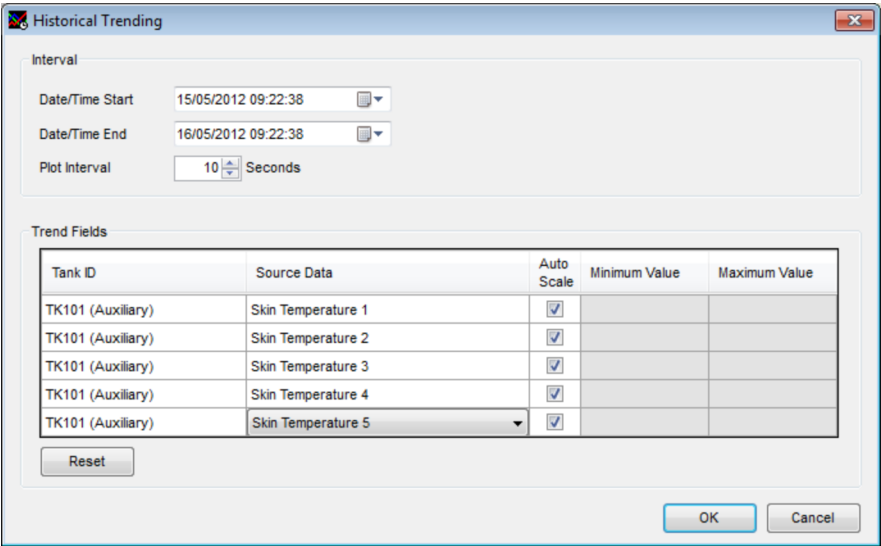 Historical Trending
Interval
Date/Time Start 15/05/2012 09:22:38
Date/Time End 16/05/2012 09:22:38
Plot Interval 10 Seconds
Trend Fields
Tank ID Source Data Auto Scale Minimum Value Maximum Value
TK101 (Auxiliary) Skin Temperature 1
TK101 (Auxiliary) Skin Temperature 2
TK101 (Auxiliary) Skin Temperature 3
TK101 (Auxiliary) Skin Temperature 4
TK101 (Auxiliary) Skin Temperature 5
Reset
OK Cancel